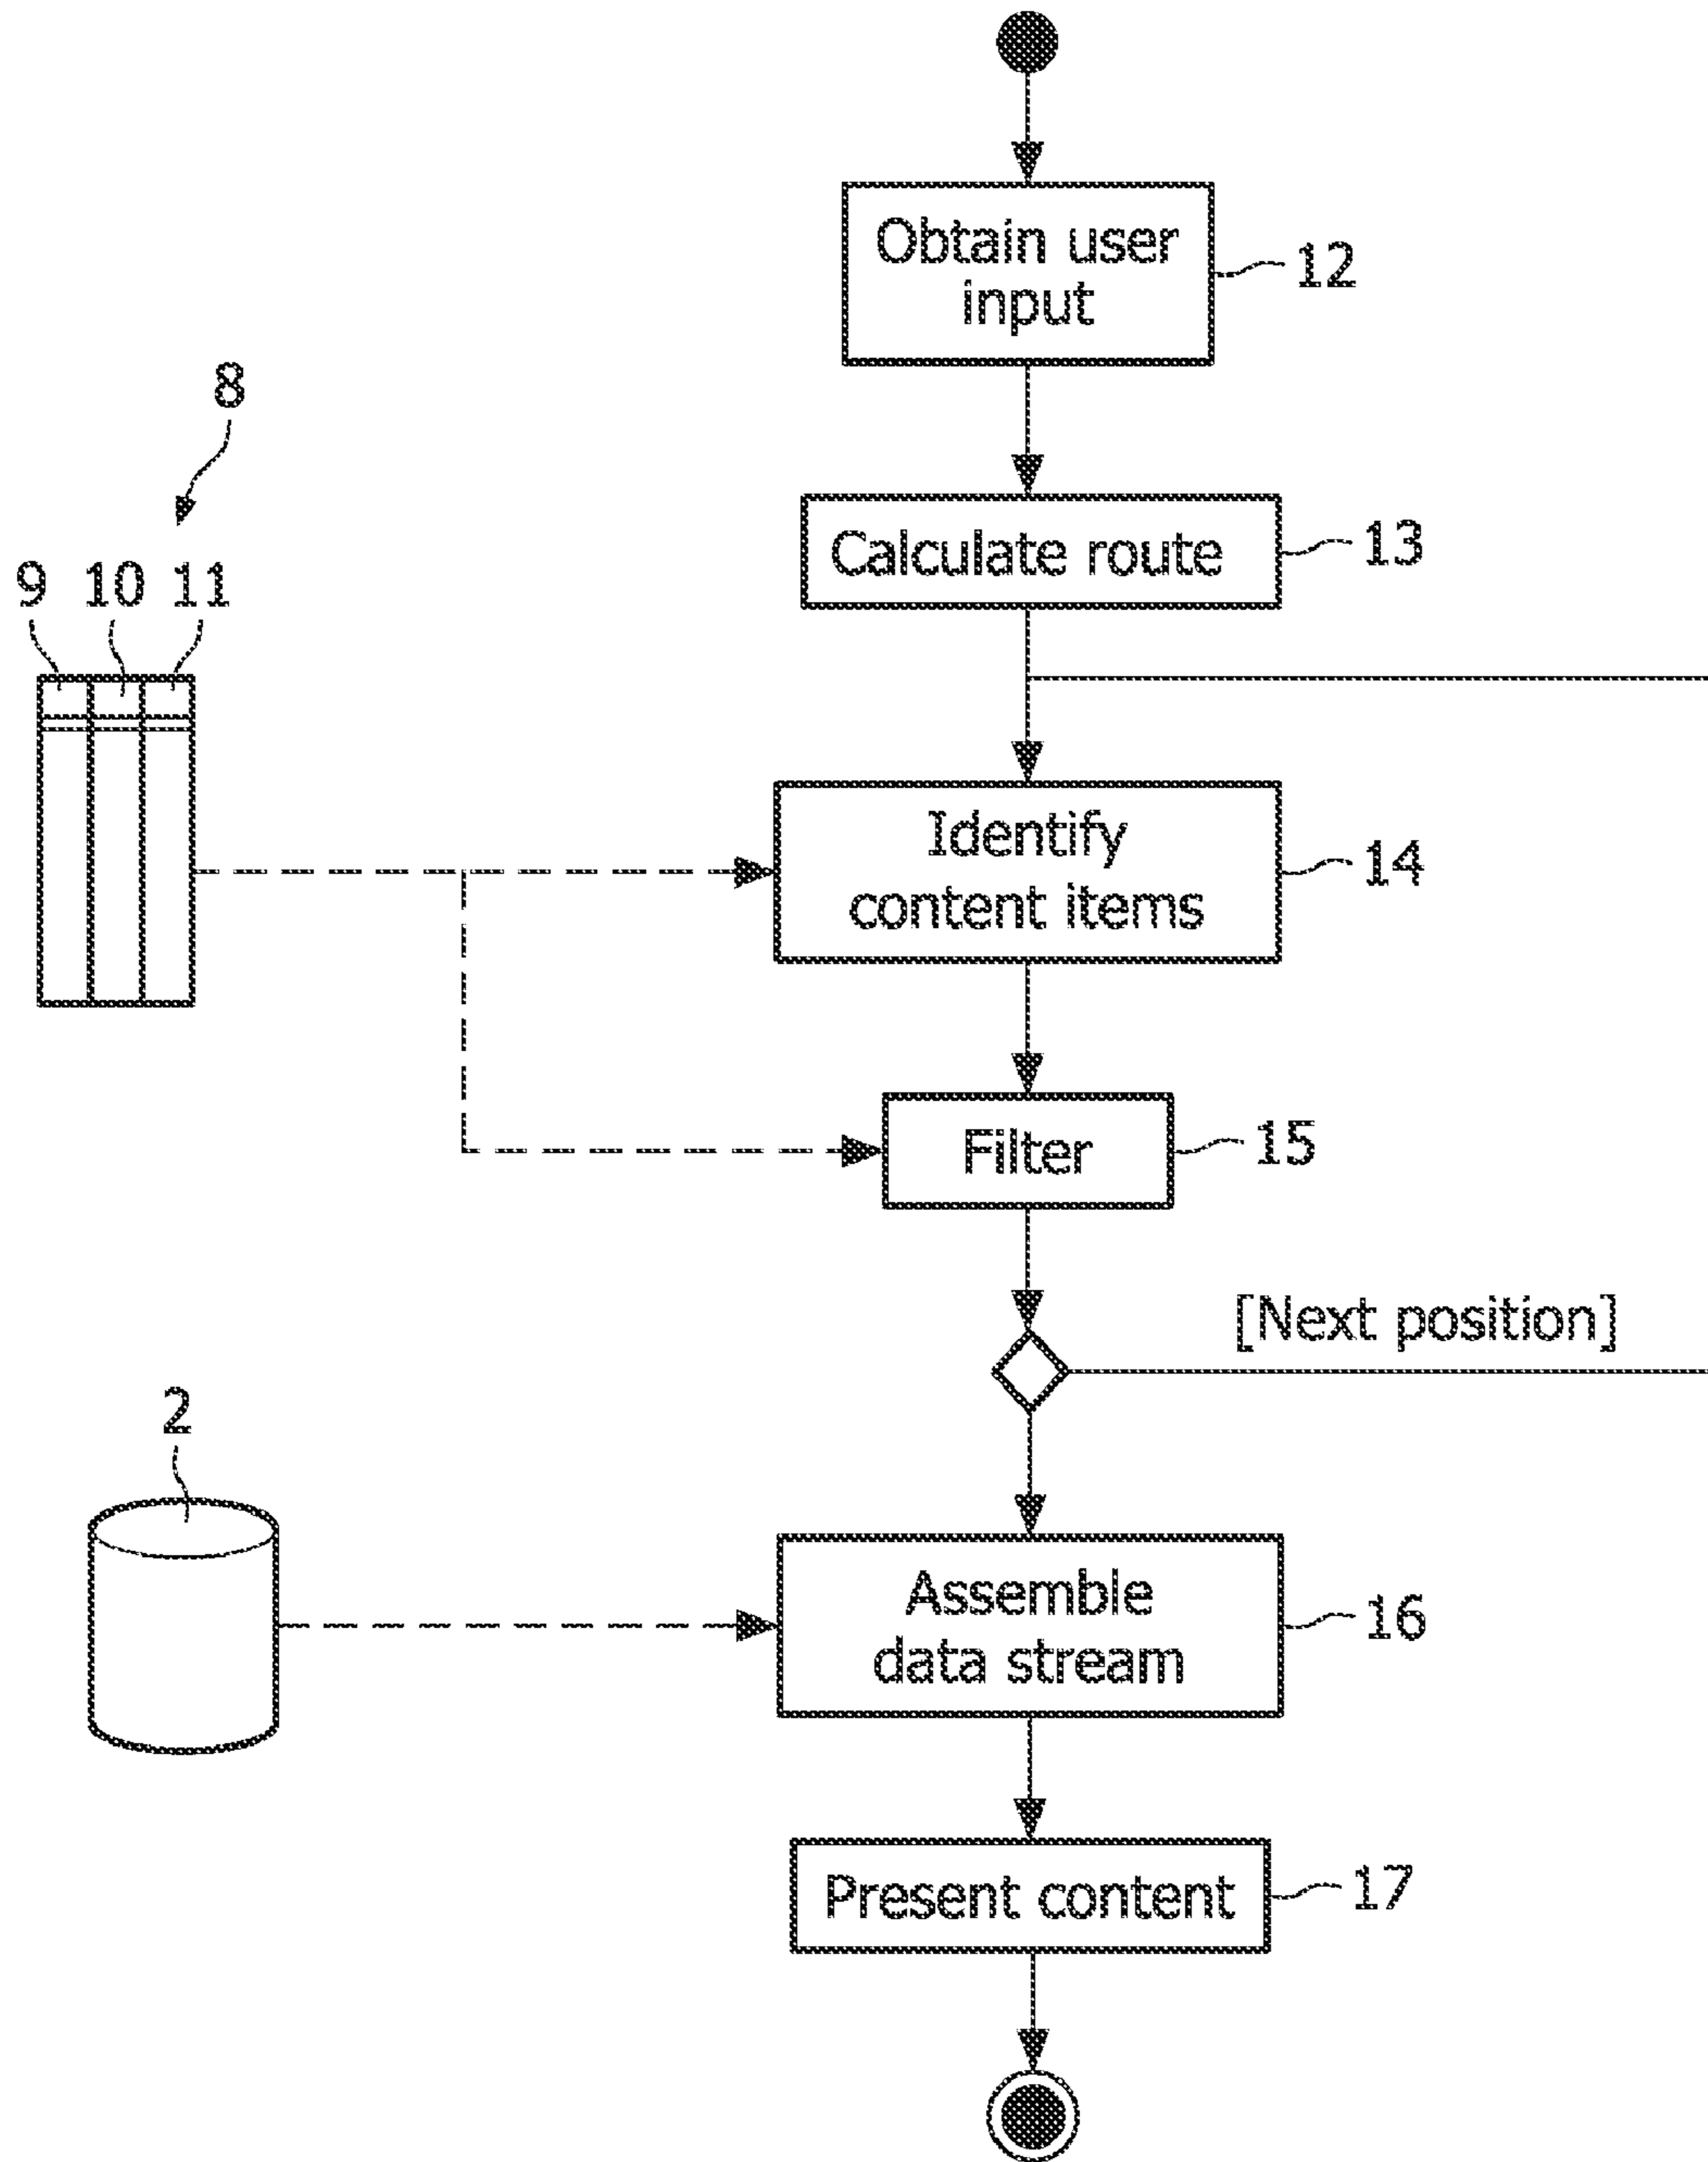 Obtain user
input
12
8
Calculate route
13
9 10 11
Identify
content items
14
Filter
15
[Next position]
2
Assemble
data stream
16
Present content
17